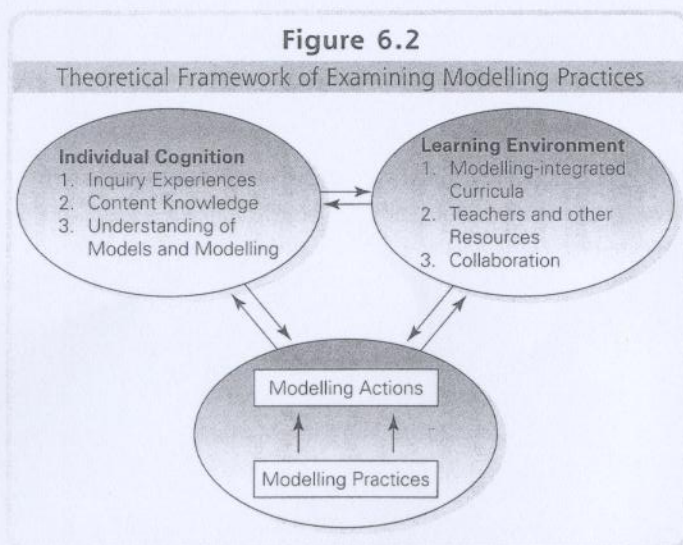 Figure 6.2
Theoretical Framework of Examining Modelling Practices
Individual Cognition
1. Inquiry Experiences
2. Content Knowledge
3. Understanding of
Models and Modelling
Learning Environment
1. Modelling-integrated
Curricula
2. Teachers and other
Resources
3. Collaboration
Modelling Actions
Modelling Practices